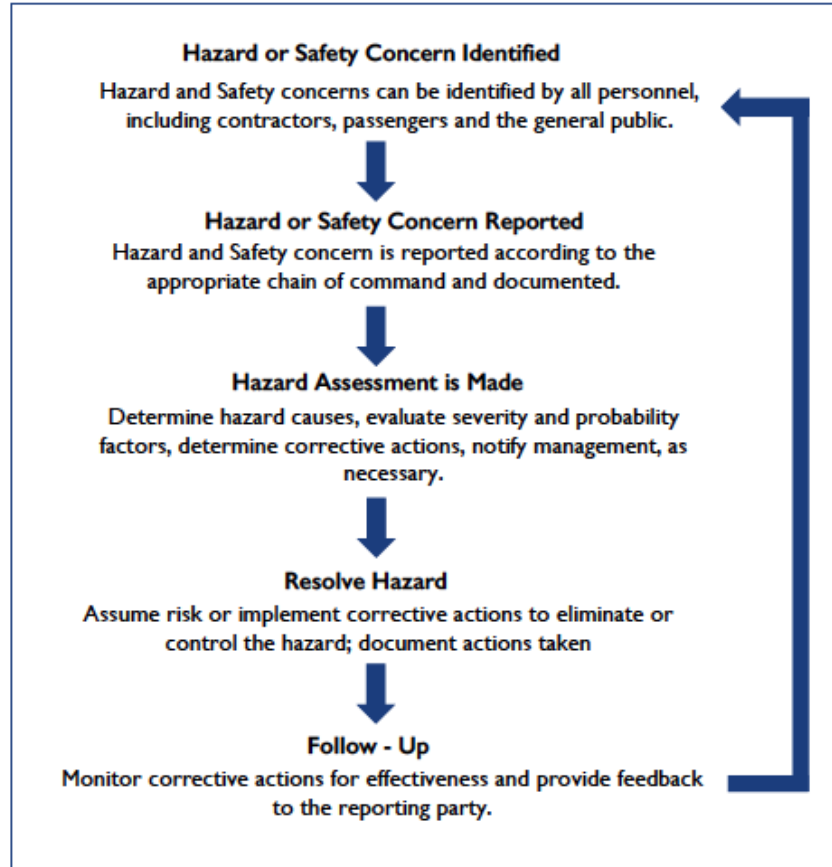 Hazard or Safety Concern Identified
Hazard and Safety concerns can be identified by all personnel,
including contractors, passengers and the general public.
Hazard or Safety Concern Reported
Hazard and Safety concern is reported according to the
appropriate chain of command and documented.
Hazard Assessment is Made
Determine hazard causes, evaluate severity and probability
factors, determine corrective actions, notify management, as
necessary.
Resolve Hazard
Assume risk or implement corrective actions to eliminate or
control the hazard; document actions taken
Follow - Up
Monitor corrective actions for effectiveness and provide feedback
to the reporting party.